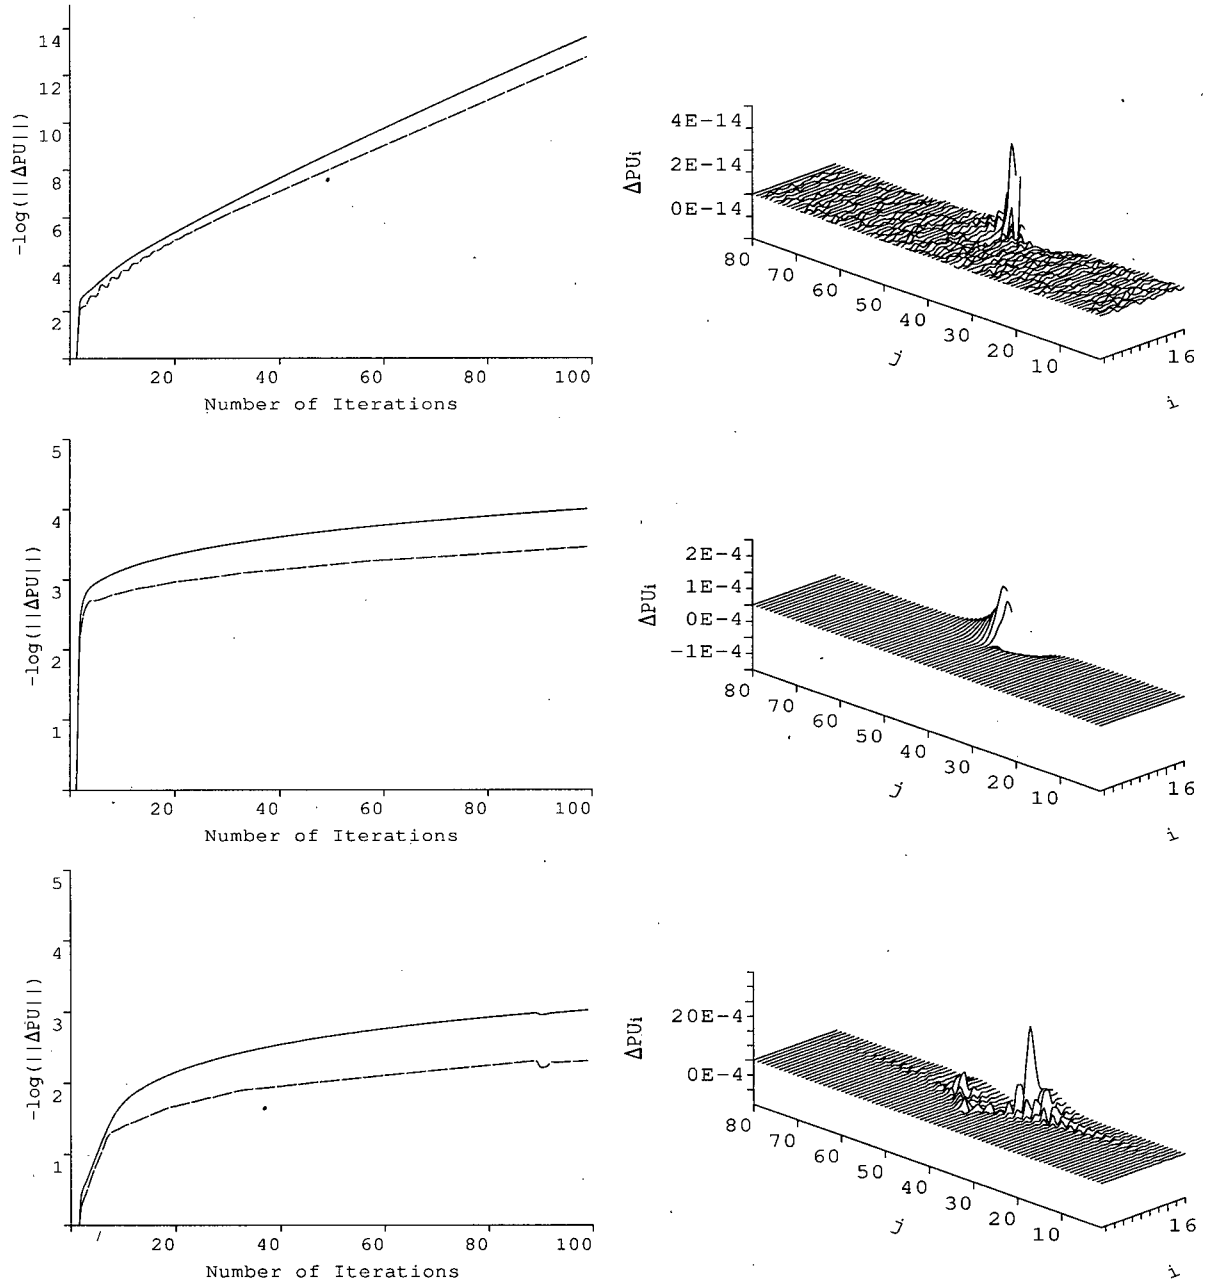 14
12
10
8
6
4
2
-log(||ΔPU||)
20 40 60 80 100
Number of Iterations
4E-14
2E-14
0E-14
ΔPUi
80 70 60 50 40 30 20 10
j
16
i
5
4
3
2
1
-log(||ΔPU||)
20 40 60 80 100
Number of Iterations
2E-4
1E-4
0E-4
-1E-4
ΔPUi
80 70 60 50 40 30 20 10
j
16
i
5
4
3
2
1
-log(||ΔPU||)
20 40 60 80 100
Number of Iterations
20E-4
0E-4
ΔPUi
80 70 60 50 40 30 20 10
j
16
i